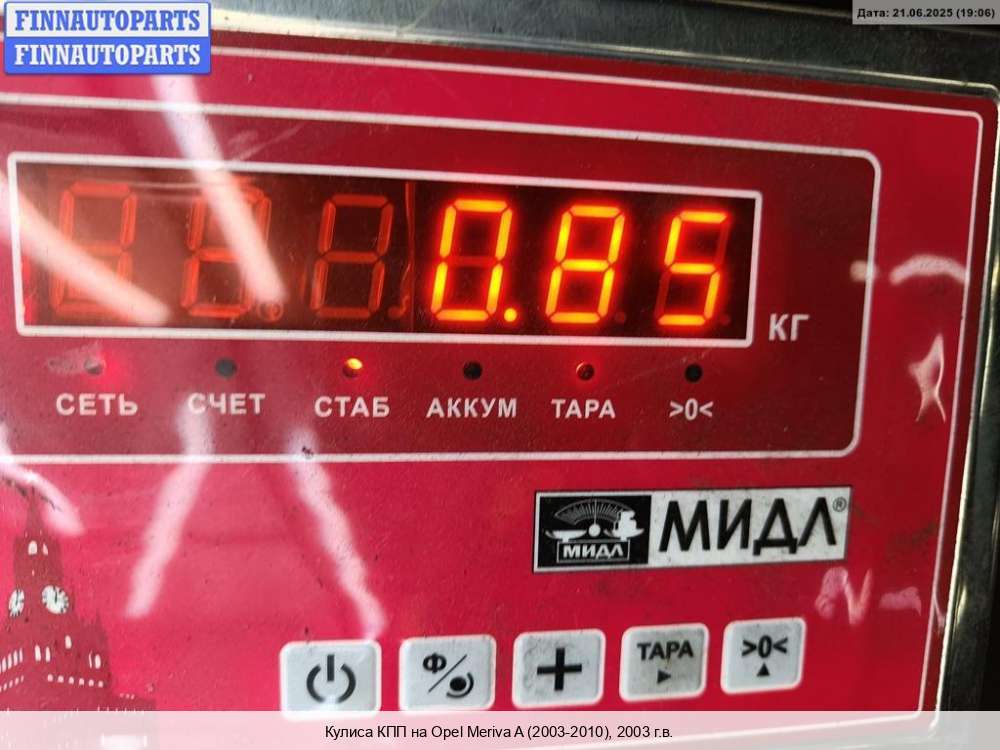 FINNAUTOPARTS
FINNAUTOPARTS
Дата: 21.06.2025 (19:06)
0.85
КГ
СЕТЬ СЧЕТ СТАБ АККУМ ТАРА >0<
МИДЛ МИДЛ®
Ф/ + ТАРА >0<
Кулиса КПП на Opel Meriva A (2003-2010), 2003 г.в.